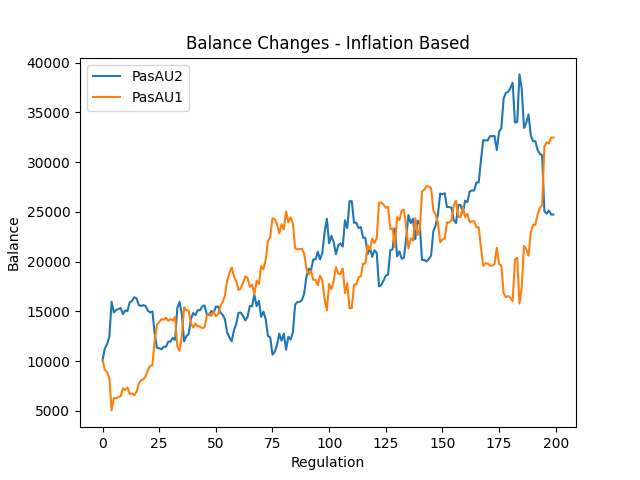 Balance Changes - Inflation Based
PasAU2
PasAU1
40000
35000
30000
25000
20000
15000
10000
5000
Balance
0 25 50 75 100 125 150 175 200
Regulation